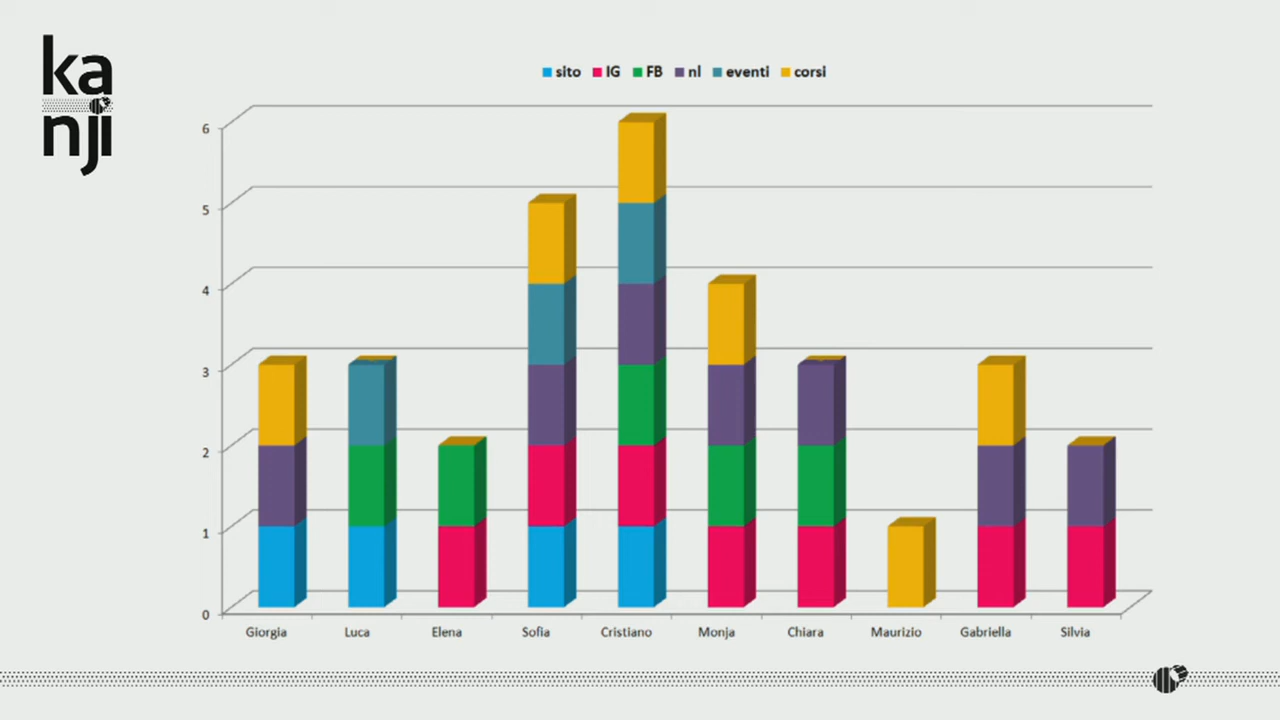 ka
nji
sito IG FB nl eventi corsi
6
5
4
3
2
1
0
Giorgia Luca Elena Sofia Cristiano Monja Chiara Maurizio Gabriella Silvia